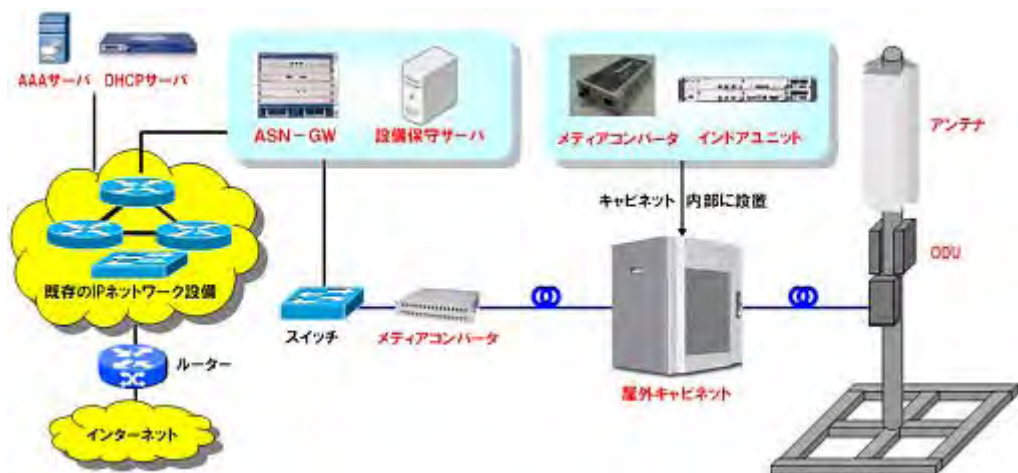 AAAサーバ
DHCPサーバ
ASN-GW
設備保守サーバ
メディアコンバータ
インドアユニット
アンテナ
キャビネット 内部に設置
ODU
既存のIPネットワーク設備
スイッチ
メディアコンバータ
ルーター
屋外キャビネット
インターネット